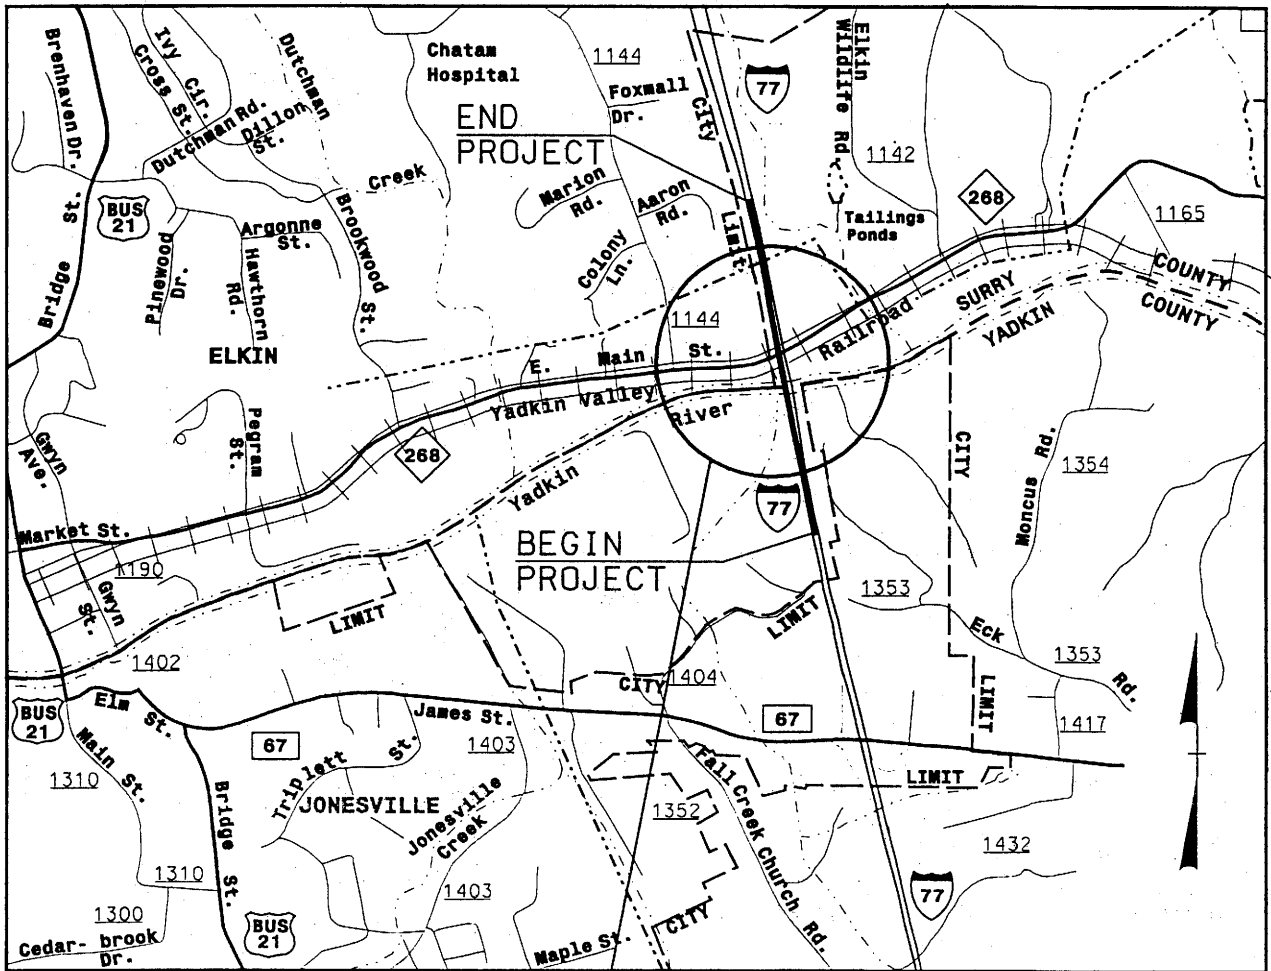 Brenhaven Dr.
Ivy Cir.
Cross St.
Dutchman
Dutchman Rd.
Dillon
St.
Creek
Chatam
Hospital
1144
Foxmall
Dr.
City
Limit
77
Elkin
Wildlife Rd.
1142
END
PROJECT
Marion
Rd.
Aaron
Rd.
Colony
Ln.
Tailings
Ponds
268
1165
BUS
21
Bridge St.
Pinewood
Dr.
Argonne
St.
Hawthorn
Rd.
Brookwood St.
ELKIN
1144
E. Main St.
Railroad
SURRY COUNTY
YADKIN COUNTY
Yadkin Valley
River
Yadkin
268
Gwyn
Ave.
Pegram
St.
Market St.
1190
Gwyn
St.
77
BEGIN
PROJECT
CITY
Moncus Rd.
1354
1353
Eck Rd.
1353
LIMIT
LIMIT
LIMIT
1402
CITY
1404
1417
BUS
21
Elm St.
Main St.
1310
67
James St.
1403
67
Triplett St.
JONESVILLE
Jonesville
Creek
Bridge St.
1352
Fall Creek Church Rd.
LIMIT
1432
1310
1403
1300
Cedar- brook
Dr.
BUS
21
Maple St.
CITY
77